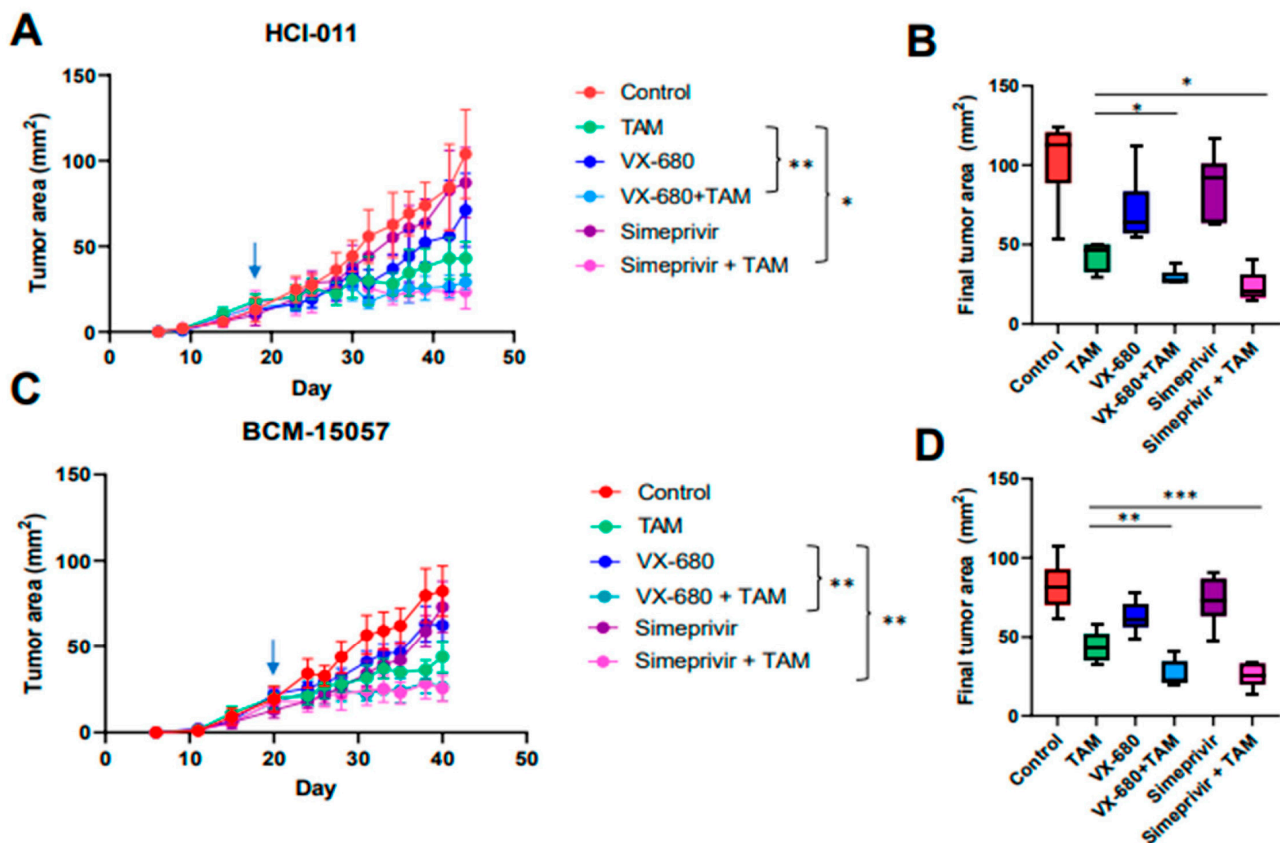 A
HCI-011
Tumor area (mm²)
150
100
50
0
0
10
20
30
40
50
Day
Control
TAM
VX-680
VX-680+TAM
Simeprivir
Simeprivir + TAM
**
*
B
Final tumor area (mm²)
150
100
50
0
*
*
Control
TAM
VX-680
VX-680+TAM
Simeprivir
Simeprivir + TAM
C
BCM-15057
Tumor area (mm²)
150
100
50
0
0
10
20
30
40
50
Day
Control
TAM
VX-680
VX-680 + TAM
Simeprivir
Simeprivir + TAM
**
**
D
Final tumor area (mm²)
150
100
50
0
***
**
Control
TAM
VX-680
VX-680+TAM
Simeprivir
Simeprivir + TAM